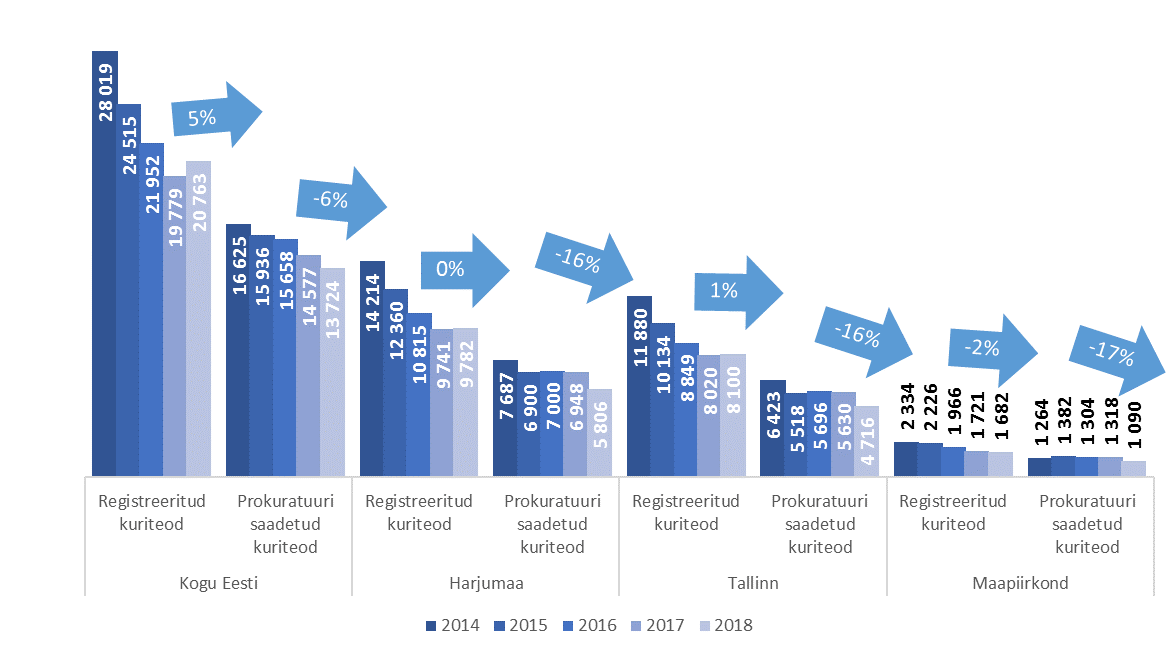 28 019
24 515
21 952
19 779
20 763
5%
16 625
15 936
15 658
14 577
13 724
-6%
14 214
12 360
10 815
9 741
9 782
0%
7 687
6 900
7 000
6 948
5 806
-16%
11 880
10 134
8 849
8 020
8 100
1%
6 423
5 518
5 696
5 630
4 716
-16%
2 334
2 226
1 966
1 721
1 682
-2%
1 264
1 382
1 304
1 318
1 090
-17%
Registreeritud
kuriteod
Prokuratuuri
saadetud
kuriteod
Registreeritud
kuriteod
Prokuratuuri
saadetud
kuriteod
Registreeritud
kuriteod
Prokuratuuri
saadetud
kuriteod
Registreeritud
kuriteod
Prokuratuuri
saadetud
kuriteod
Kogu Eesti
Harjumaa
Tallinn
Maapiirkond
2014 2015 2016 2017 2018